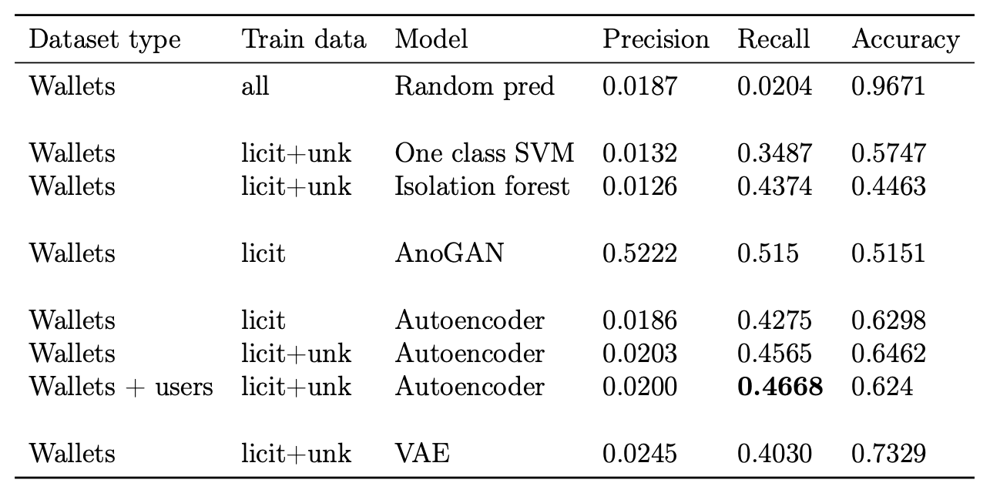 Dataset type Train data Model Precision Recall Accuracy
Wallets all Random pred 0.0187 0.0204 0.9671
Wallets licit+unk One class SVM 0.0132 0.3487 0.5747
Wallets licit+unk Isolation forest 0.0126 0.4374 0.4463
Wallets licit AnoGAN 0.5222 0.515 0.5151
Wallets licit Autoencoder 0.0186 0.4275 0.6298
Wallets licit+unk Autoencoder 0.0203 0.4565 0.6462
Wallets + users licit+unk Autoencoder 0.0200 0.4668 0.624
Wallets licit+unk VAE 0.0245 0.4030 0.7329